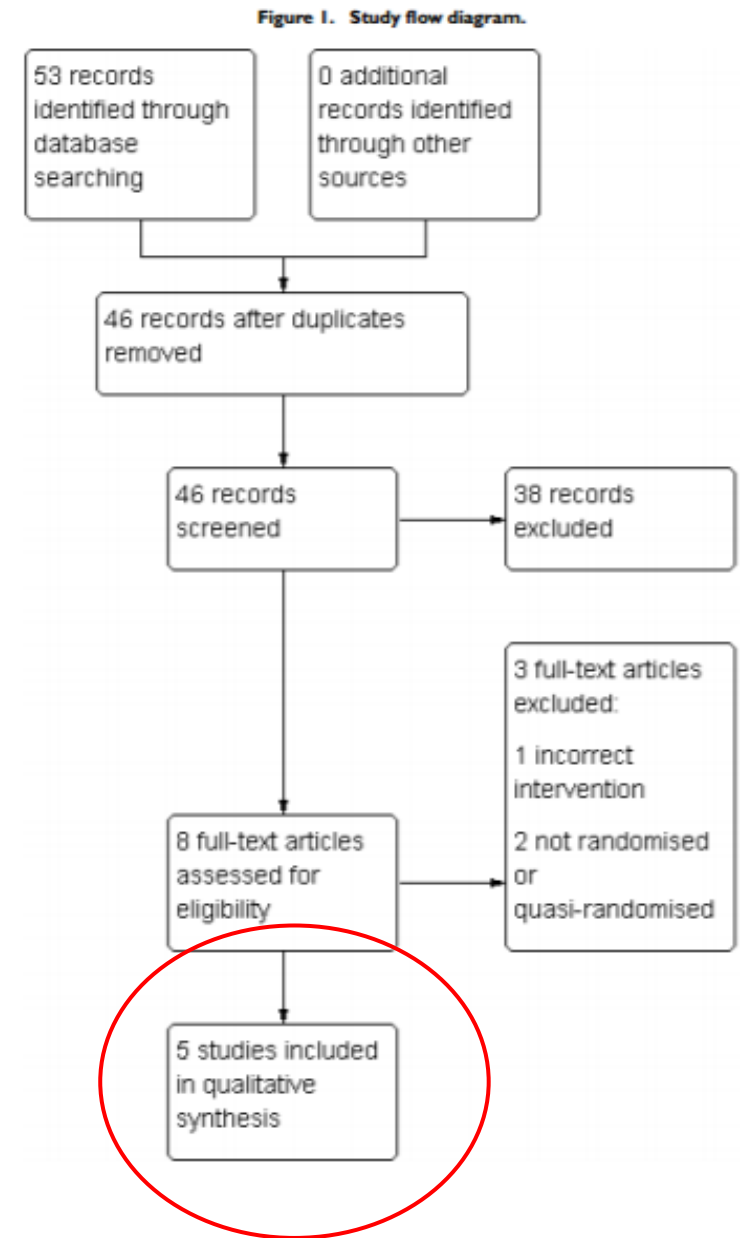 Figure 1. Study flow diagram.
53 records
identified through
database
searching
0 additional
records identified
through other
sources
46 records after duplicates
removed
46 records
screened
38 records
excluded
3 full-text articles
excluded:
1 incorrect
intervention
2 not randomised
or
quasi-randomised
8 full-text articles
assessed for
eligibility
5 studies included
in qualitative
synthesis